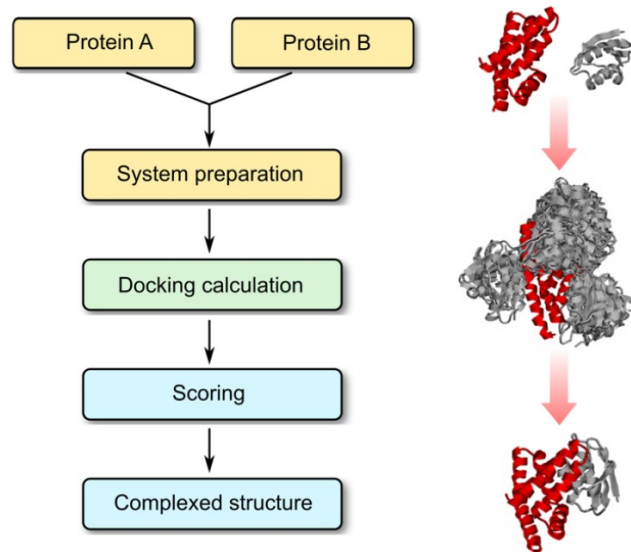 Protein A
Protein B
System preparation
Docking calculation
Scoring
Complexed structure